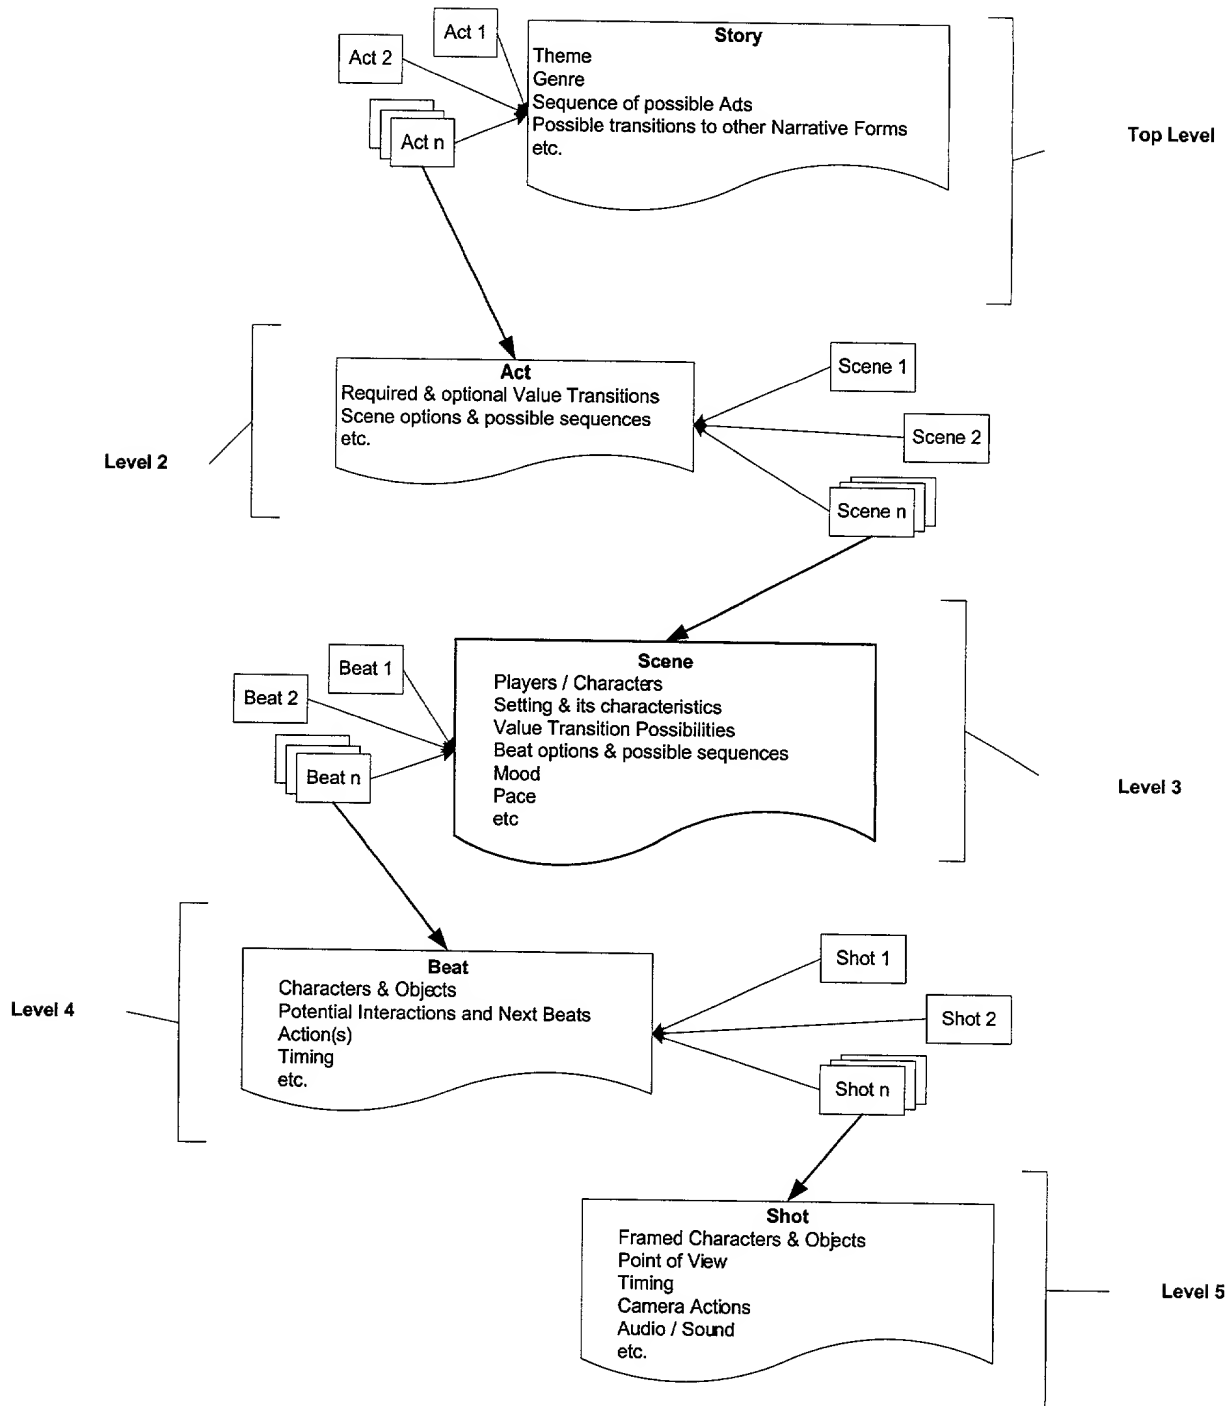 Act 1
Act 2
Act n
Story
Theme
Genre
Sequence of possible Acts
Possible transitions to other Narrative Forms
etc.
Top Level
Level 2
Act
Required & optional Value Transitions
Scene options & possible sequences
etc.
Scene 1
Scene 2
Scene n
Beat 1
Beat 2
Beat n
Scene
Players / Characters
Setting & its characteristics
Value Transition Possibilities
Beat options & possible sequences
Mood
Pace
etc
Level 3
Level 4
Beat
Characters & Objects
Potential Interactions and Next Beats
Action(s)
Timing
etc.
Shot 1
Shot 2
Shot n
Shot
Framed Characters & Objects
Point of View
Timing
Camera Actions
Audio / Sound
etc.
Level 5